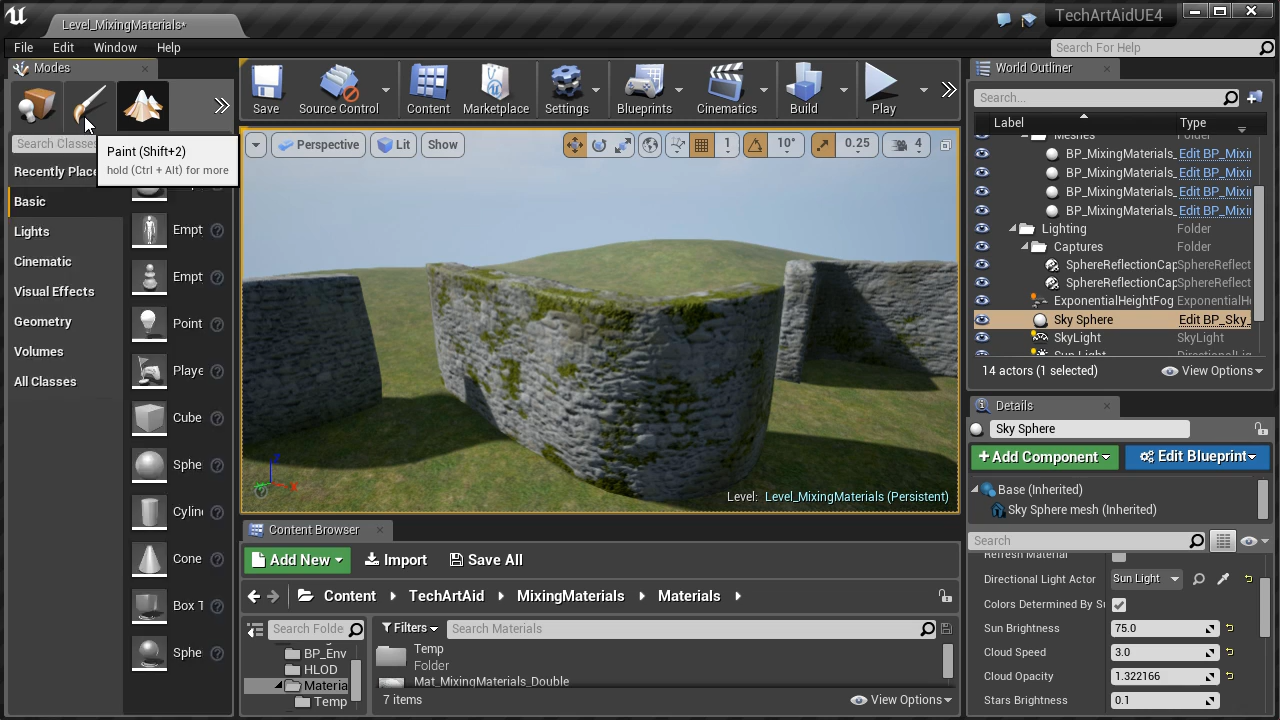 Level_MixingMaterials*
TechArtAidUE4
File Edit Window Help
Search For Help
Modes
Save
Source Control
Content
Marketplace
Settings
Blueprints
Cinematics
Build
Play
Search Classes
Paint (Shift+2)
hold (Ctrl + Alt) for more
Recently Place
Basic
Lights
Cinematic
Visual Effects
Geometry
Volumes
All Classes
Empt
Empt
Point
Playe
Cube
Sphe
Cylin
Cone
Box T
Sphe
Perspective
Lit
Show
1
10°
0.25
4
Level: Level_MixingMaterials (Persistent)
Content Browser
Add New
Import
Save All
Content
TechArtAid
MixingMaterials
Materials
Search Folde
Filters
Search Materials
BP_Env
HLOD
Materia
Temp
Temp
Folder
Mat_MixingMaterials_Double
7 items
View Options
World Outliner
Search...
Label Type
Meshes Folder
BP_MixingMaterials_ Edit BP_Mixi
BP_MixingMaterials_ Edit BP_Mixi
BP_MixingMaterials_ Edit BP_Mixi
BP_MixingMaterials_ Edit BP_Mixi
Lighting Folder
Captures Folder
SphereReflectionCap SphereReflect
SphereReflectionCap SphereReflect
ExponentialHeightFog ExponentialHe
Sky Sphere Edit BP_Sky_
SkyLight SkyLight
Sun Light DirectionalLig
14 actors (1 selected)
View Options
Details
Sky Sphere
+Add Component
Edit Blueprint
Base (Inherited)
Sky Sphere mesh (Inherited)
Search
Refresh Material
Directional Light Actor Sun Light
Colors Determined By Su
Sun Brightness 75.0
Cloud Speed 3.0
Cloud Opacity 1.322166
Stars Brightness 0.1